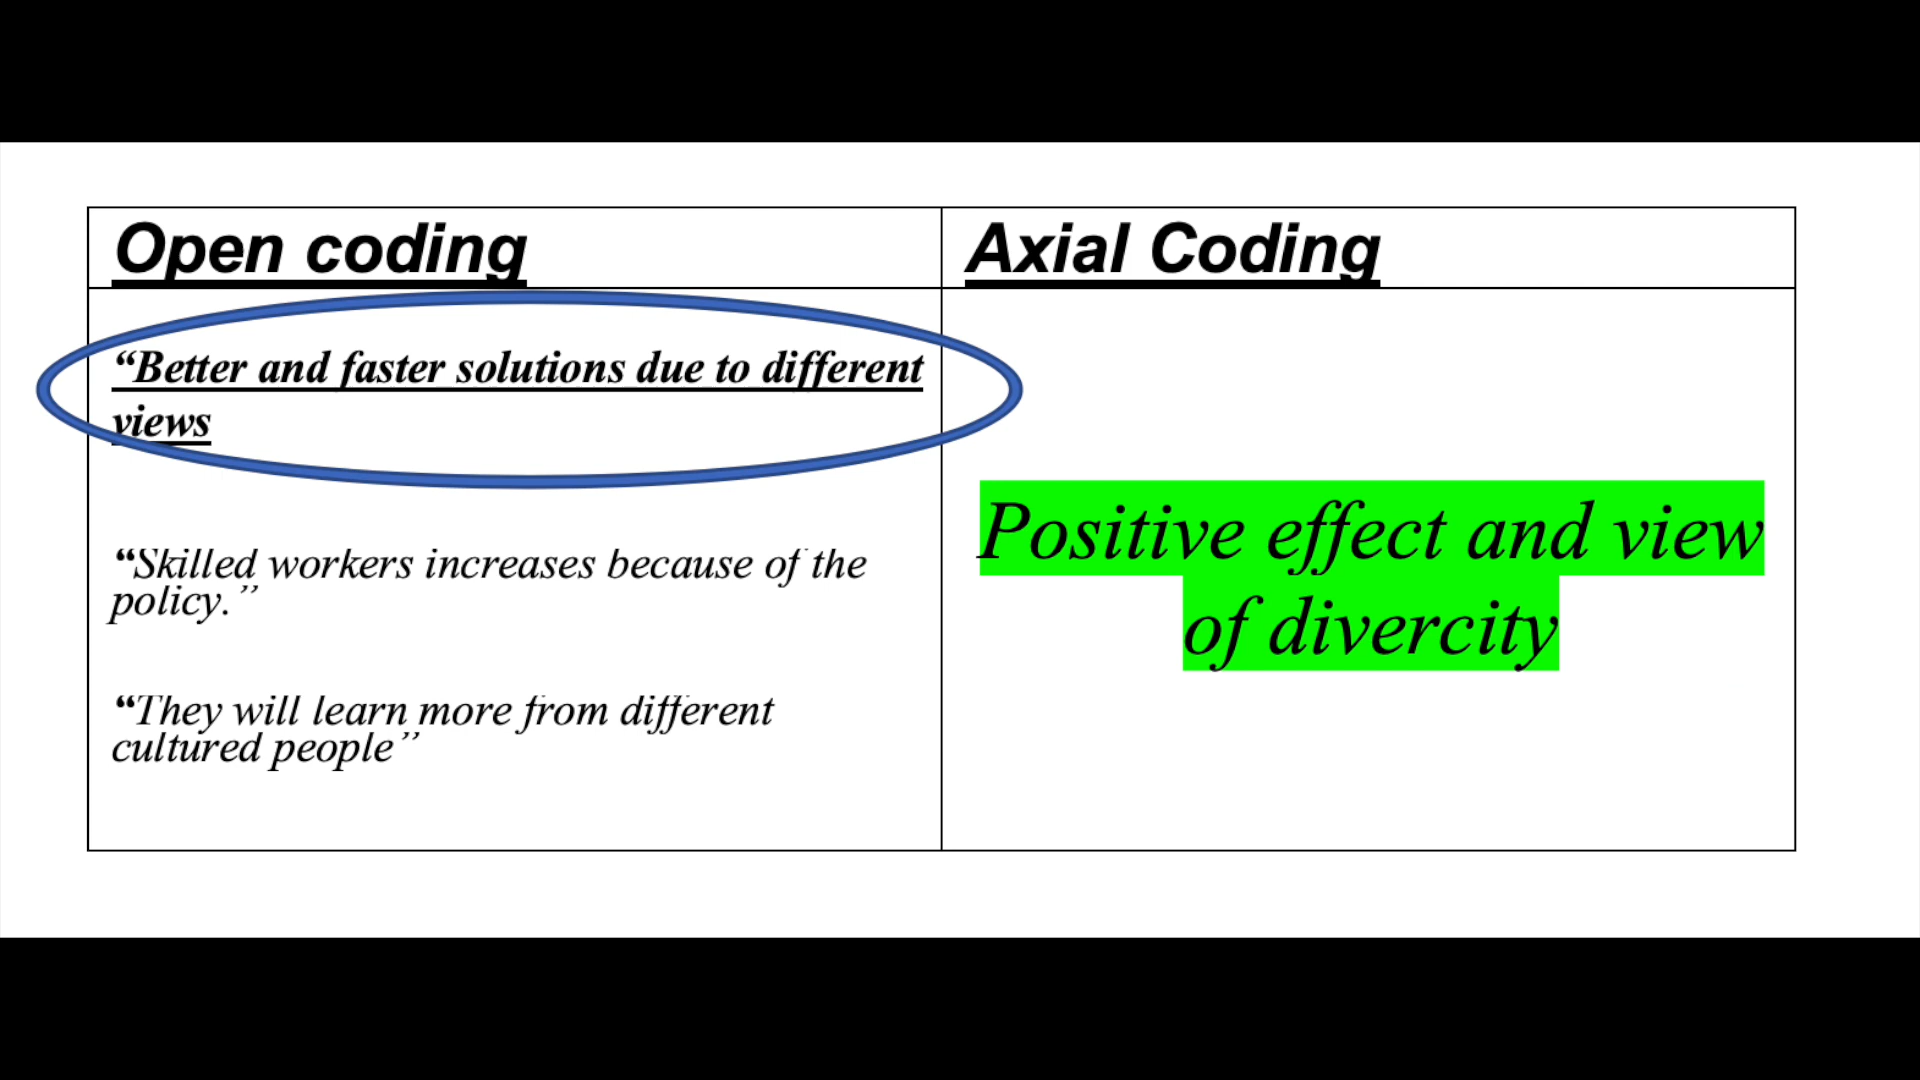 Open coding
Axial Coding
“Better and faster solutions due to different
views
“Skilled workers increases because of the
policy.”
“They will learn more from different
cultured people”
Positive effect and view
of divercity